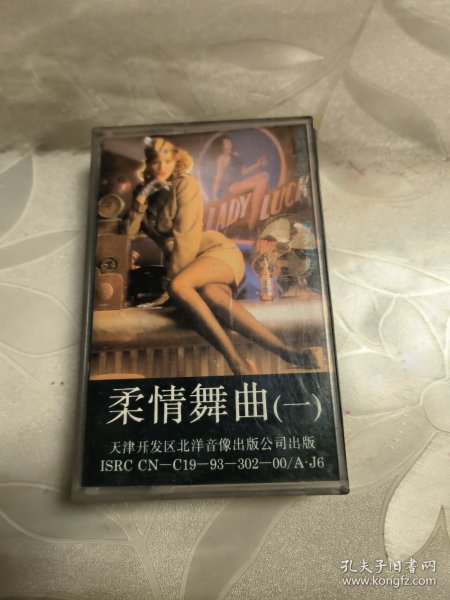 LADY LUCK
7
柔情舞曲(一)
天津开发区北洋音像出版公司出版
ISRC CN—C19—93—302—00/A·J6
孔夫子旧书网
www.kongfz.com